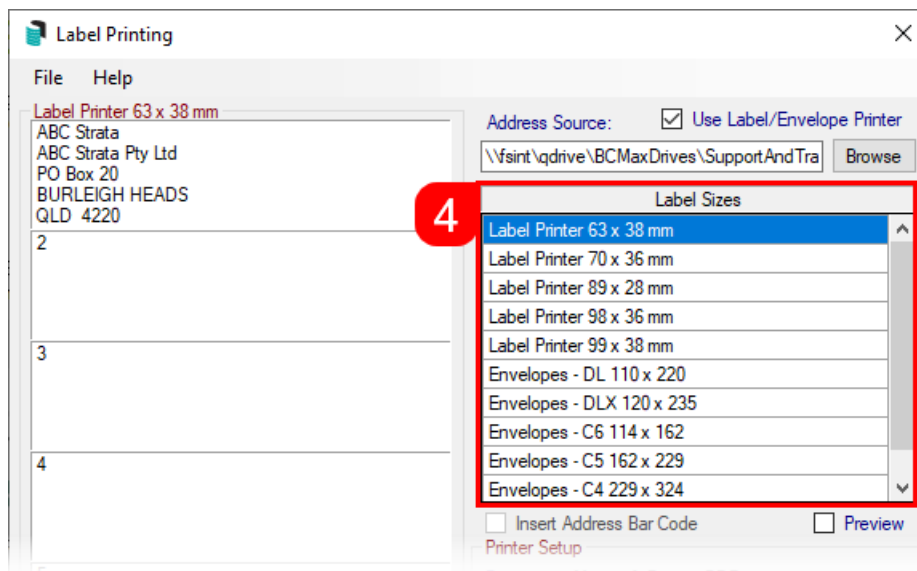 Label Printing
File Help
Label Printer 63 x 38 mm
ABC Strata
ABC Strata Pty Ltd
PO Box 20
BURLEIGH HEADS
QLD 4220
2
3
4
Address Source: Use Label/Envelope Printer
\\fsint\qdrive\BCMaxDrives\SupportAndTra Browse
4
Label Sizes
Label Printer 63 x 38 mm
Label Printer 70 x 36 mm
Label Printer 89 x 28 mm
Label Printer 98 x 36 mm
Label Printer 99 x 38 mm
Envelopes - DL 110 x 220
Envelopes - DLX 120 x 235
Envelopes - C6 114 x 162
Envelopes - C5 162 x 229
Envelopes - C4 229 x 324
Insert Address Bar Code Preview
Printer Setup